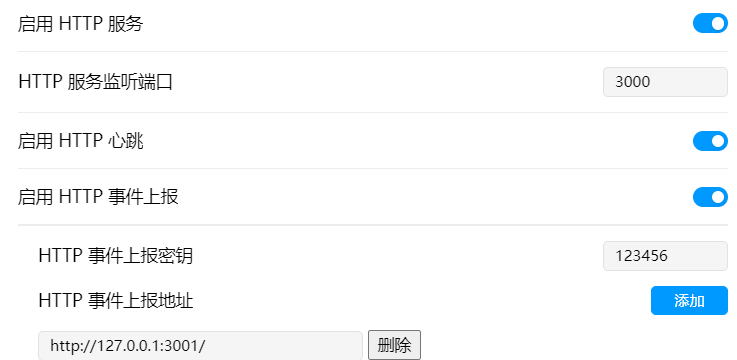 启用 HTTP 服务
HTTP 服务监听端口 3000
启用 HTTP 心跳
启用 HTTP 事件上报
HTTP 事件上报密钥 123456
HTTP 事件上报地址 添加
http://127.0.0.1:3001/ 删除